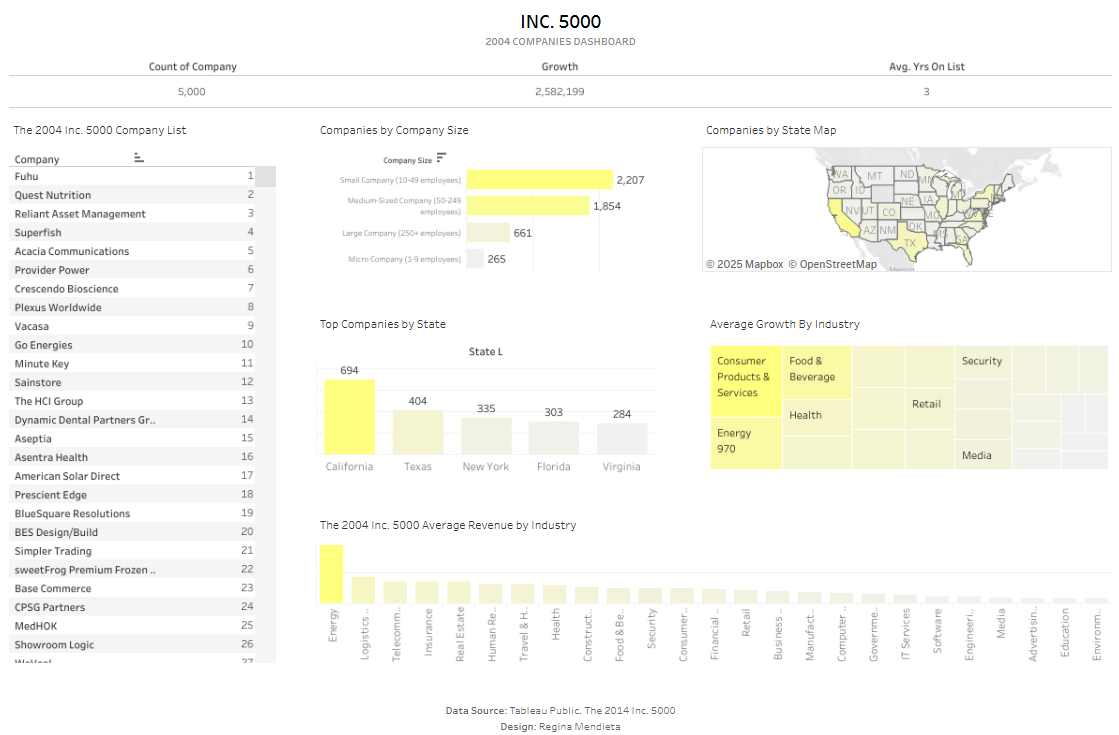 INC. 5000
2004 COMPANIES DASHBOARD
Count of Company
Growth
Avg. Yrs On List
5,000
2,582,199
3
The 2004 Inc. 5000 Company List
Company
Fuhu 1
Quest Nutrition 2
Reliant Asset Management 3
Superfish 4
Acacia Communications 5
Provider Power 6
Crescendo Bioscience 7
Plexus Worldwide 8
Vacasa 9
Go Energies 10
Minute Key 11
Sainstore 12
The HCI Group 13
Dynamic Dental Partners Gr.. 14
Aseptia 15
Asentra Health 16
American Solar Direct 17
Prescient Edge 18
BlueSquare Resolutions 19
BES Design/Build 20
Simpler Trading 21
sweetFrog Premium Frozen .. 22
Base Commerce 23
CPSG Partners 24
MedHOK 25
Showroom Logic 26
Companies by Company Size
Company Size
Small Company (10-49 employees) 2,207
Medium-Sized Company (50-249
employees) 1,854
Large Company (250+ employees) 661
Micro Company (1-9 employees) 265
Companies by State Map
WA
MT
ND
MN
OR
ID
NE
IA
NV
UT
CO
MO
AZ
NM
OK
MS
GA
TX
Mexico
© 2025 Mapbox © OpenStreetMap
Top Companies by State
State L
694
404
335
303
284
California
Texas
New York
Florida
Virginia
Average Growth By Industry
Consumer
Products &
Services
Food &
Beverage
Security
Health
Retail
Energy
970
Media
The 2004 Inc. 5000 Average Revenue by Industry
Energy
Logistics ..
Telecomm..
Insurance
Real Estate
Human Re..
Travel & H..
Health
Construct..
Food & Be..
Security
Consumer..
Financial ..
Retail
Business ..
Manufact..
Computer ..
Governme..
IT Services
Software
Engineeri..
Media
Advertisin..
Education
Environm..
Data Source: Tableau Public. The 2014 Inc. 5000
Design: Regina Mendieta